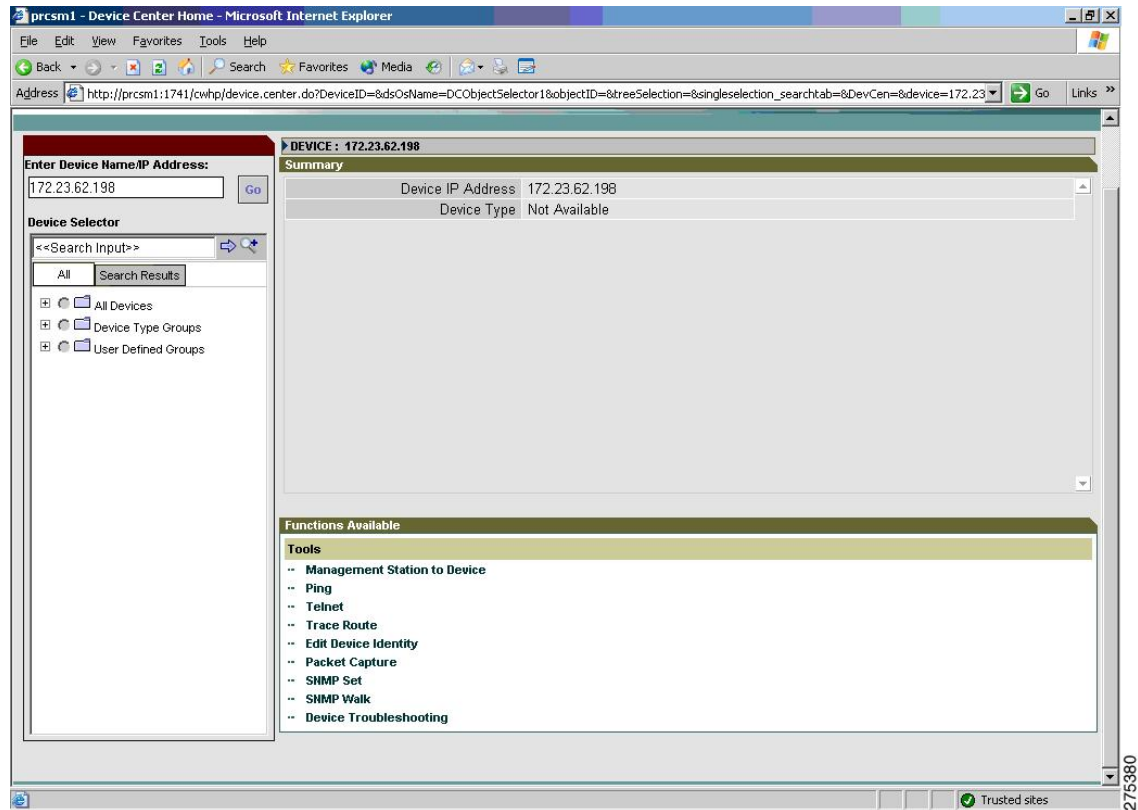 prcsm1 - Device Center Home - Microsoft Internet Explorer
File Edit View Favorites Tools Help
Back Search Favorites Media
Address http://prcsm1:1741/cwhp/device.center.do?DeviceID=&dsOsName=DCObjectSelector1&objectID=&treeSelection=&singleselection_searchtab=&DevCen=&device=172.23 Go Links »
Enter Device Name/IP Address:
172.23.62.198 Go
Device Selector
<<Search Input>>
All Search Results
All Devices
Device Type Groups
User Defined Groups
DEVICE : 172.23.62.198
Summary
Device IP Address 172.23.62.198
Device Type Not Available
Functions Available
Tools
Management Station to Device
Ping
Telnet
Trace Route
Edit Device Identity
Packet Capture
SNMP Set
SNMP Walk
Device Troubleshooting
Trusted sites
275380